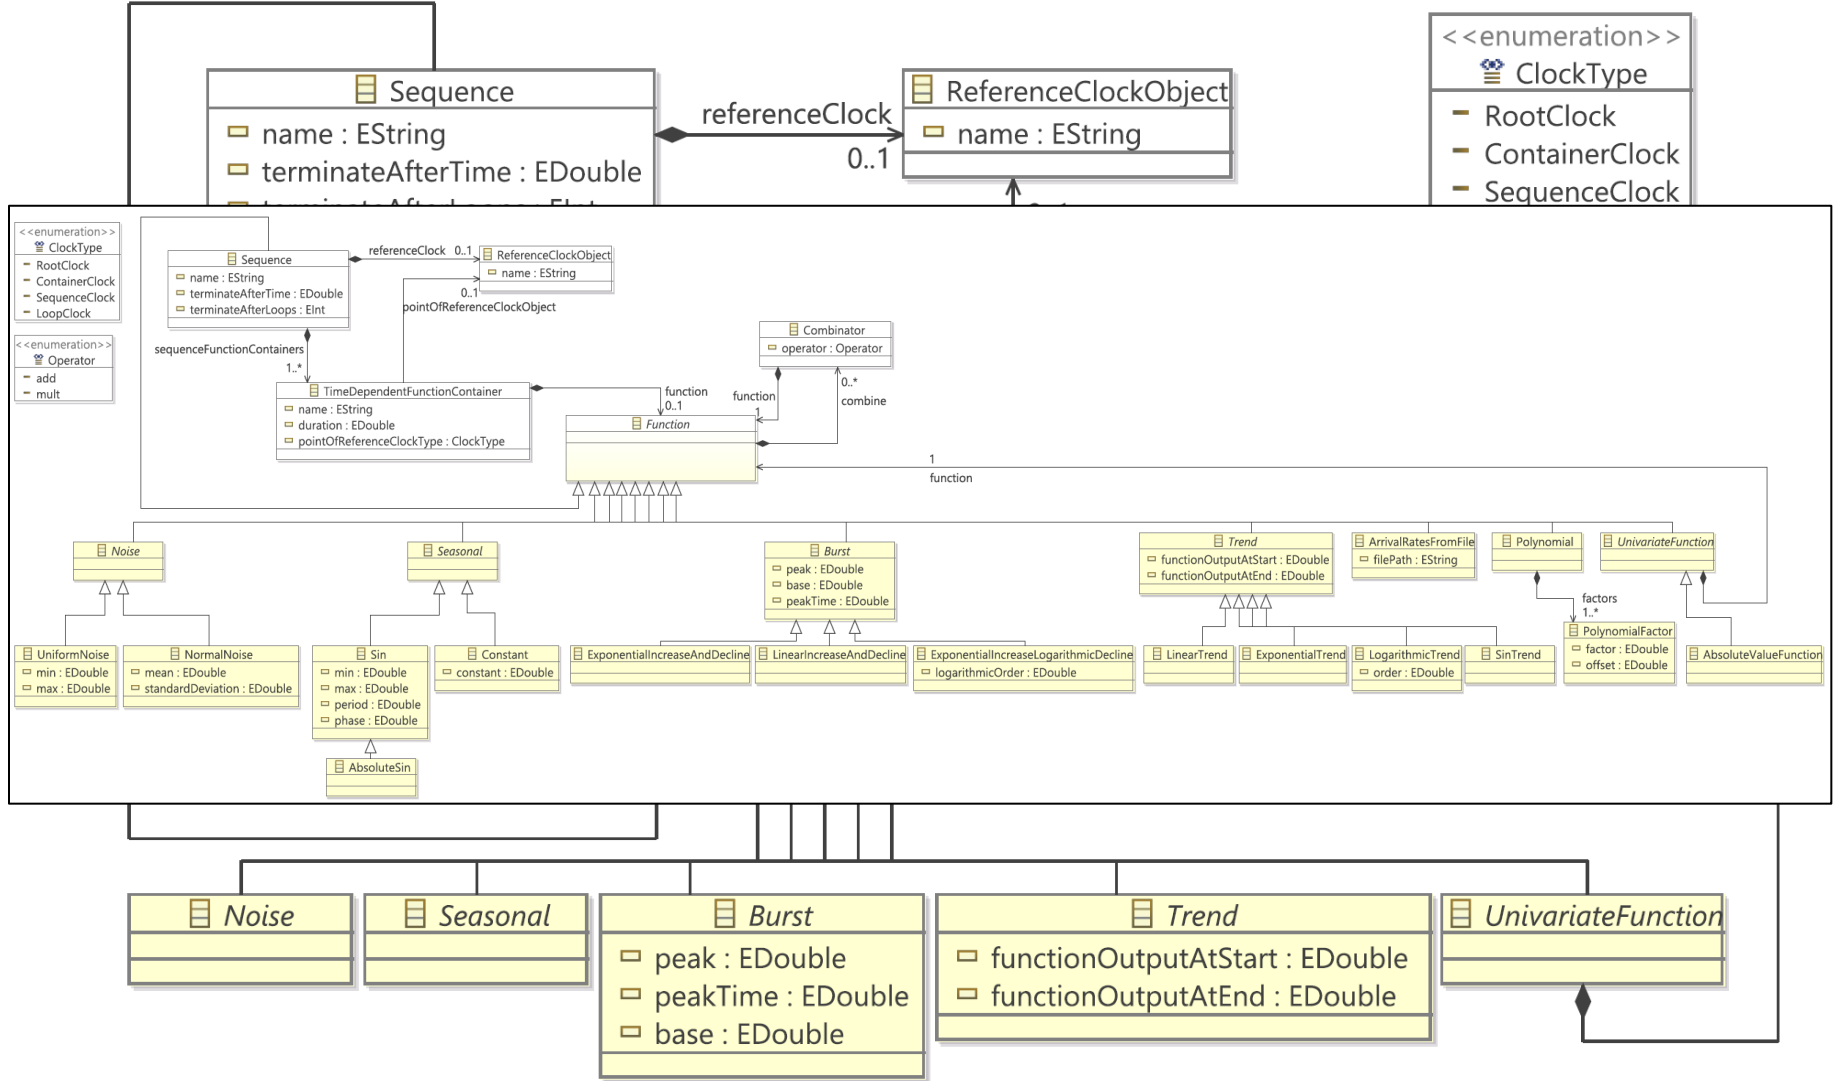 Sequence
name : EString
terminateAfterTime : EDouble
terminateAfterLoops : EInt
referenceClock
0..1
ReferenceClockObject
name : EString
<<enumeration>>
ClockType
RootClock
ContainerClock
SequenceClock
<<enumeration>>
ClockType
RootClock
ContainerClock
SequenceClock
LoopClock
<<enumeration>>
Operator
add
mult
Sequence
name : EString
terminateAfterTime : EDouble
terminateAfterLoops : EInt
referenceClock 0..1
ReferenceClockObject
name : EString
0..1
pointOfReferenceClockObject
sequenceFunctionContainers
1..*
TimeDependentFunctionContainer
name : EString
duration : EDouble
pointOfReferenceClockType : ClockType
function
0..1
Combinator
operator : Operator
function
1
0..*
combine
Function
1
function
Noise
Seasonal
Burst
peak : EDouble
base : EDouble
peakTime : EDouble
Trend
functionOputputAtStart : EDouble
functionOutputAtEnd : EDouble
ArrivalRatesFromFile
filePath : EString
Polynomial
UnivariateFunction
factors
1..*
UniformNoise
min : EDouble
max : EDouble
NormalNoise
mean : EDouble
standardDeviation : EDouble
Sin
min : EDouble
max : EDouble
period : EDouble
phase : EDouble
Constant
constant : EDouble
ExponentialIncreaseAndDecline
LinearIncreaseAndDecline
ExponentialIncreaseLogarithmicDecline
logarithmicOrder : EDouble
LinearTrend
ExponentialTrend
LogarithmicTrend
order : EDouble
SinTrend
PolynomialFactor
factor : EDouble
offset : EDouble
AbsoluteValueFunction
AbsoluteSin
Noise
Seasonal
Burst
peak : EDouble
peakTime : EDouble
base : EDouble
Trend
functionOutputAtStart : EDouble
functionOutputAtEnd : EDouble
UnivariateFunction